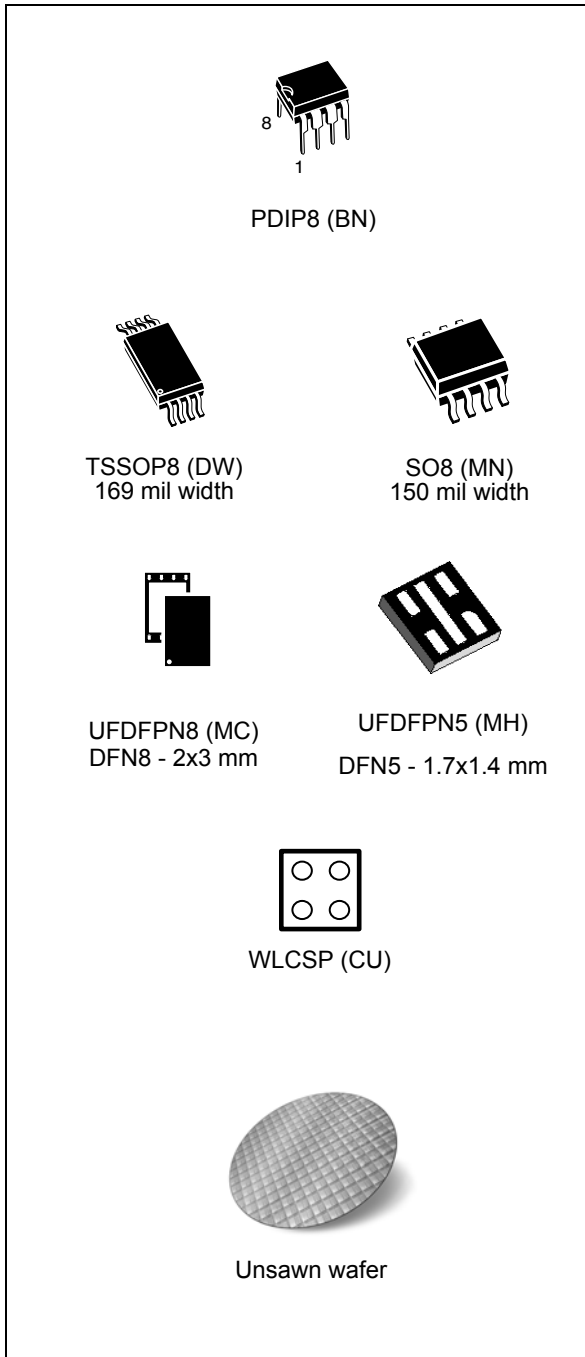 8
1
PDIP8 (BN)
TSSOP8 (DW)
169 mil width
SO8 (MN)
150 mil width
UFDFPN8 (MC)
DFN8 - 2x3 mm
UFDFPN5 (MH)
DFN5 - 1.7x1.4 mm
WLCSP (CU)
Unsawn wafer